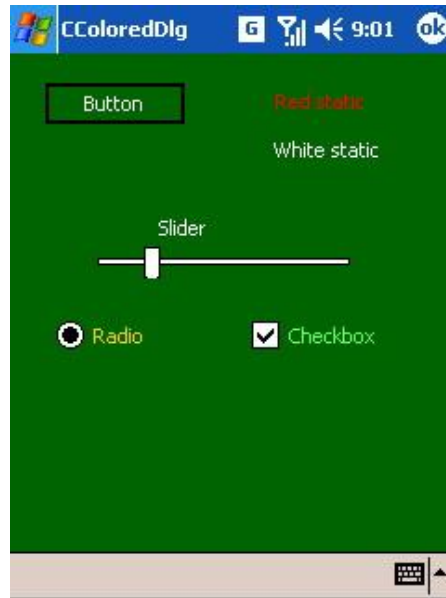 CColoredDlg G 9:01 ok
Button Red static
White static
Slider
Radio Checkbox